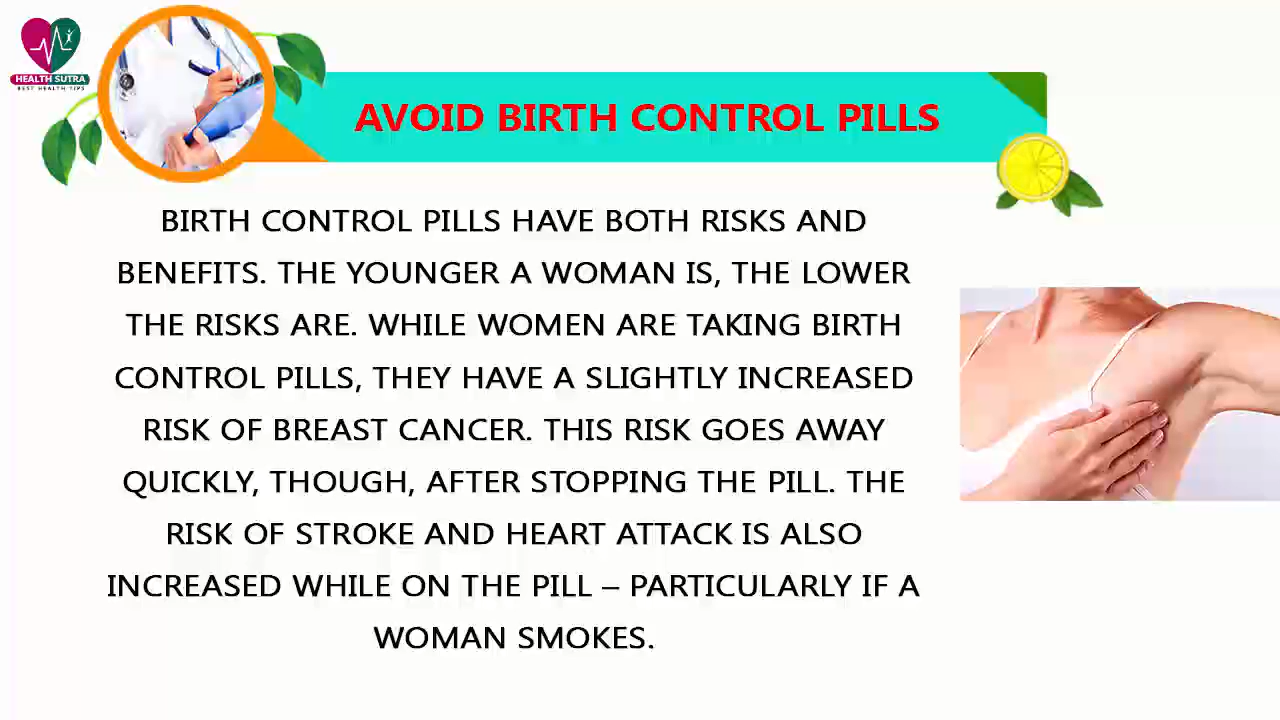 HEALTH SUTRA
BEST HEALTH TIPS
AVOID BIRTH CONTROL PILLS
BIRTH CONTROL PILLS HAVE BOTH RISKS AND
BENEFITS. THE YOUNGER A WOMAN IS, THE LOWER
THE RISKS ARE. WHILE WOMEN ARE TAKING BIRTH
CONTROL PILLS, THEY HAVE A SLIGHTLY INCREASED
RISK OF BREAST CANCER. THIS RISK GOES AWAY
QUICKLY, THOUGH, AFTER STOPPING THE PILL. THE
RISK OF STROKE AND HEART ATTACK IS ALSO
INCREASED WHILE ON THE PILL – PARTICULARLY IF A
WOMAN SMOKES.